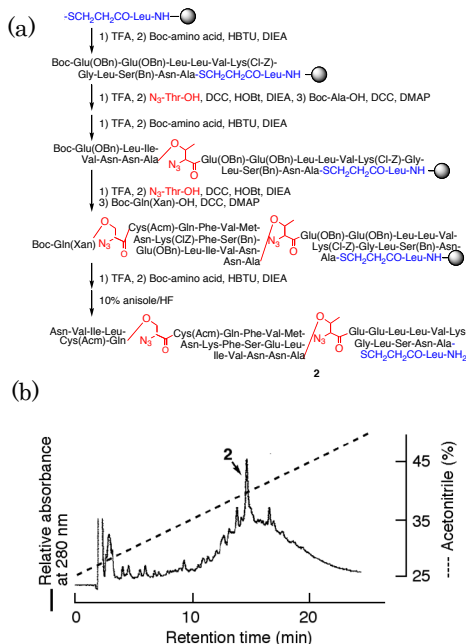 (a)
-SCH2CH2CO-Leu-NH
1) TFA, 2) Boc-amino acid, HBTU, DIEA
Boc-Glu(OBn)-Glu(OBn)-Leu-Leu-Val-Lys(Cl-Z)-
Gly-Leu-Ser(Bn)-Asn-Ala-SCH2CH2CO-Leu-NH
1) TFA, 2) N3-Thr-OH, DCC, HOBt, DIEA, 3) Boc-Ala-OH, DCC, DMAP
1) TFA, 2) Boc-amino acid, HBTU, DIEA
Boc-Glu(OBn)-Leu-Ile-
Val-Asn-Asn-Ala
O
N3
O
Glu(OBn)-Glu(OBn)-Leu-Leu-Val-Lys(Cl-Z)-Gly-
Leu-Ser(Bn)-Asn-Ala-SCH2CH2CO-Leu-NH
1) TFA, 2) N3-Thr-OH, DCC, HOBt, DIEA
3) Boc-Gln(Xan)-OH, DCC, DMAP
Boc-Gln(Xan)
O
N3
O
Cys(Acm)-Gln-Phe-Val-Met-
Asn-Lys(ClZ)-Phe-Ser(Bn)-
Glu(OBn)-Leu-Ile-Val-Asn-
Asn-Ala
O
N3
O
Glu(OBn)-Glu(OBn)-Leu-Leu-Val-
Lys(Cl-Z)-Gly-Leu-Ser(Bn)-Asn-
Ala-SCH2CH2CO-Leu-NH
1) TFA, 2) Boc-amino acid, HBTU, DIEA
10% anisole/HF
Asn-Val-Ile-Leu-
Cys(Acm)-Gln
O
N3
O
Cys(Acm)-Gln-Phe-Val-Met-
Asn-Lys-Phe-Ser-Glu-Leu-
Ile-Val-Asn-Asn-Ala
O
N3
O
Glu-Glu-Leu-Leu-Val-Lys-
Gly-Leu-Ser-Asn-Ala-
SCH2CH2CO-Leu-NH2
2
(b)
Relative absorbance
at 280 nm
2
45
35
25
Acetonitrile (%)
0
10
20
Retention time (min)